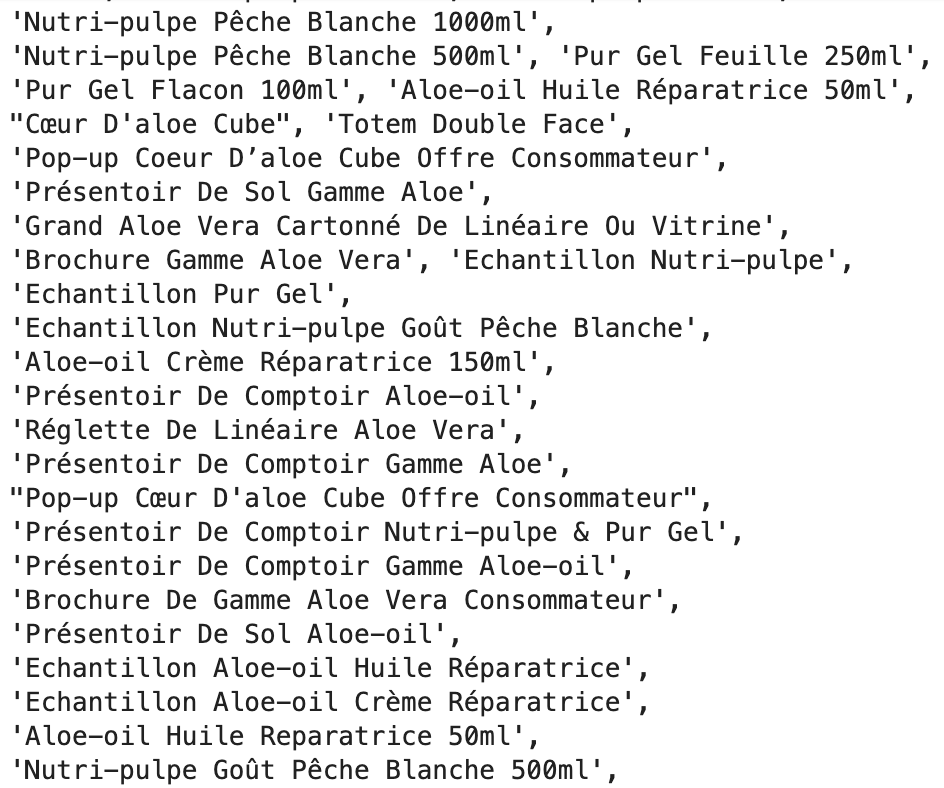 'Nutri-pulpe Pêche Blanche 1000ml',
'Nutri-pulpe Pêche Blanche 500ml', 'Pur Gel Feuille 250ml',
'Pur Gel Flacon 100ml', 'Aloe-oil Huile Réparatrice 50ml',
"Cœur D'aloe Cube", 'Totem Double Face',
'Pop-up Coeur D’aloe Cube Offre Consommateur',
'Présentoir De Sol Gamme Aloe',
'Grand Aloe Vera Cartonné De Linéaire Ou Vitrine',
'Brochure Gamme Aloe Vera', 'Echantillon Nutri-pulpe',
'Echantillon Pur Gel',
'Echantillon Nutri-pulpe Goût Pêche Blanche',
'Aloe-oil Crème Réparatrice 150ml',
'Présentoir De Comptoir Aloe-oil',
'Réglette De Linéaire Aloe Vera',
'Présentoir De Comptoir Gamme Aloe',
"Pop-up Cœur D'aloe Cube Offre Consommateur",
'Présentoir De Comptoir Nutri-pulpe & Pur Gel',
'Présentoir De Comptoir Gamme Aloe-oil',
'Brochure De Gamme Aloe Vera Consommateur',
'Présentoir De Sol Aloe-oil',
'Echantillon Aloe-oil Huile Réparatrice',
'Echantillon Aloe-oil Crème Réparatrice',
'Aloe-oil Huile Reparatrice 50ml',
'Nutri-pulpe Goût Pêche Blanche 500ml',